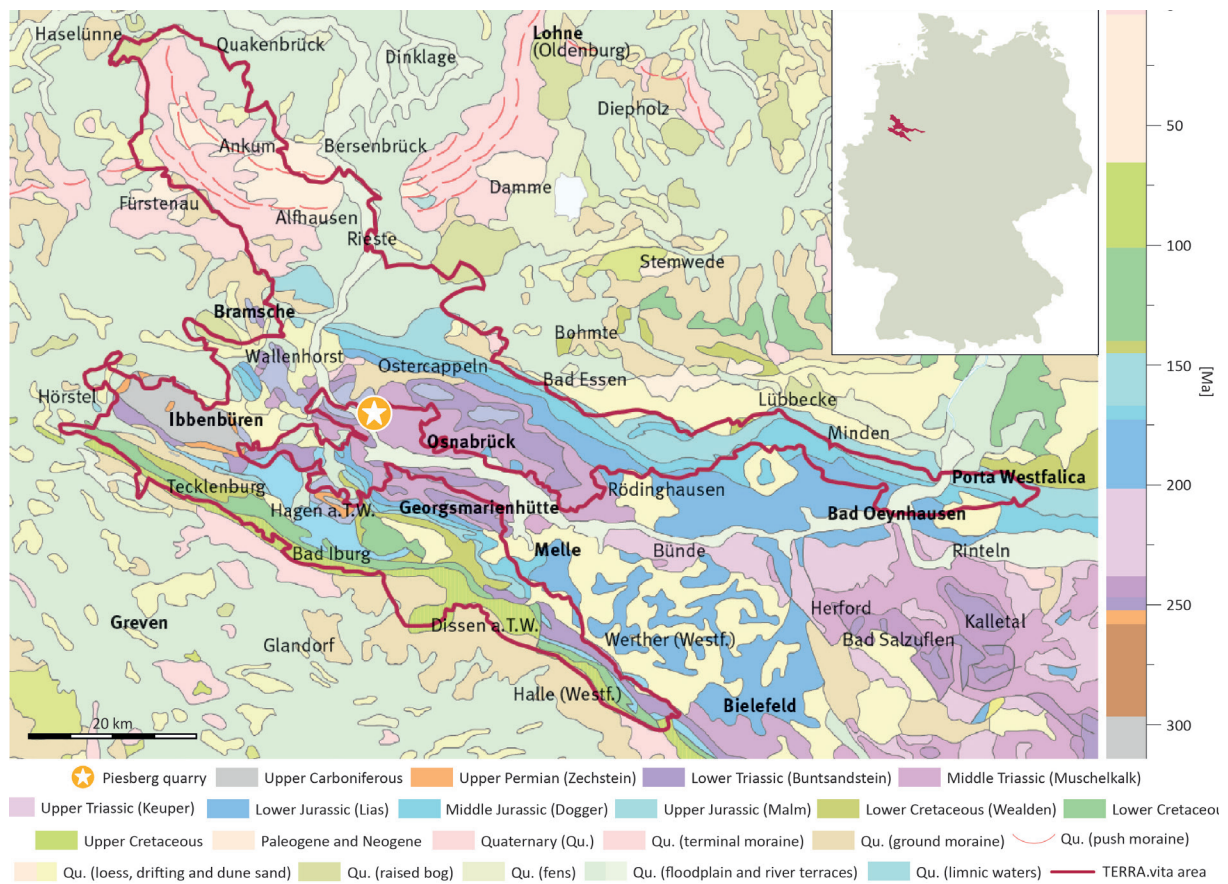 Haselünne
Quakenbrück
Dinklage
Lohne
(Oldenburg)
Diepholz
Ankum
Bersenbrück
Damme
Fürstenau
Alfhausen
Rieste
Stemwede
Bramsche
Bohmte
Wallenhorst
Ostercappeln
Bad Essen
Hörstel
Ibbenbüren
Lübbecke
Osnabrück
Minden
Tecklenburg
Rödinghausen
Porta Westfalica
Hagen a.T.W.
Georgsmarienhütte
Bad Oeynhausen
Bad Iburg
Melle
Bünde
Rinteln
Greven
Dissen a.T.W.
Herford
Kalletal
Glandorf
Werther (Westf.)
Bad Salzuflen
Halle (Westf.)
Bielefeld
20 km
50
100
150
[Ma]
200
250
300
Piesberg quarry Upper Carboniferous Upper Permian (Zechstein) Lower Triassic (Buntsandstein) Middle Triassic (Muschelkalk)
Upper Triassic (Keuper) Lower Jurassic (Lias) Middle Jurassic (Dogger) Upper Jurassic (Malm) Lower Cretaceous (Wealden) Lower Cretaceou
Upper Cretaceous Paleogene and Neogene Quaternary (Qu.) Qu. (terminal moraine) Qu. (ground moraine) Qu. (push moraine)
Qu. (loess, drifting and dune sand) Qu. (raised bog) Qu. (fens) Qu. (floodplain and river terraces) Qu. (limnic waters) TERRA.vita area